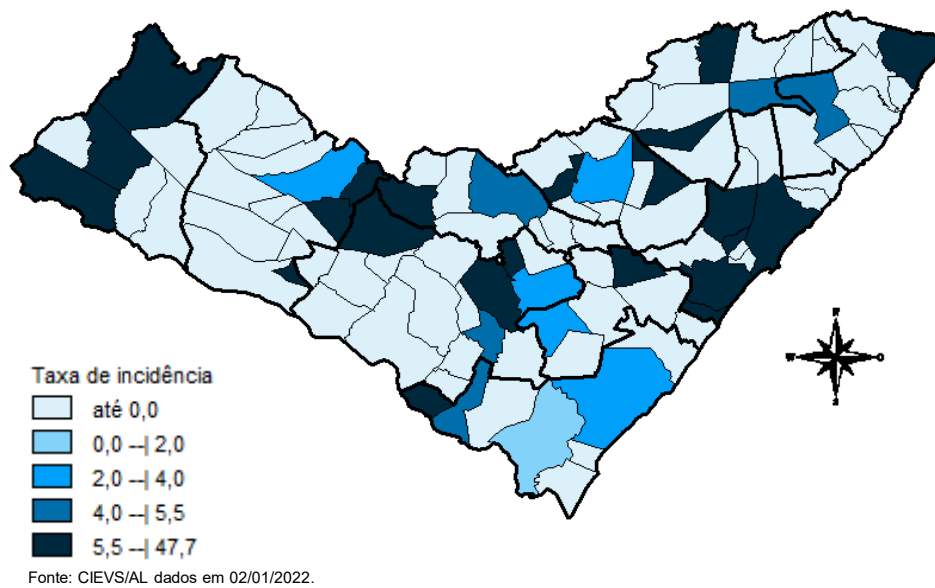 N
W
O
S
Taxa de incidência
até 0,0
0,0 --| 2,0
2,0 --| 4,0
4,0 --| 5,5
5,5 --| 47,7
Fonte: CIEVS/AL dados em 02/01/2022.